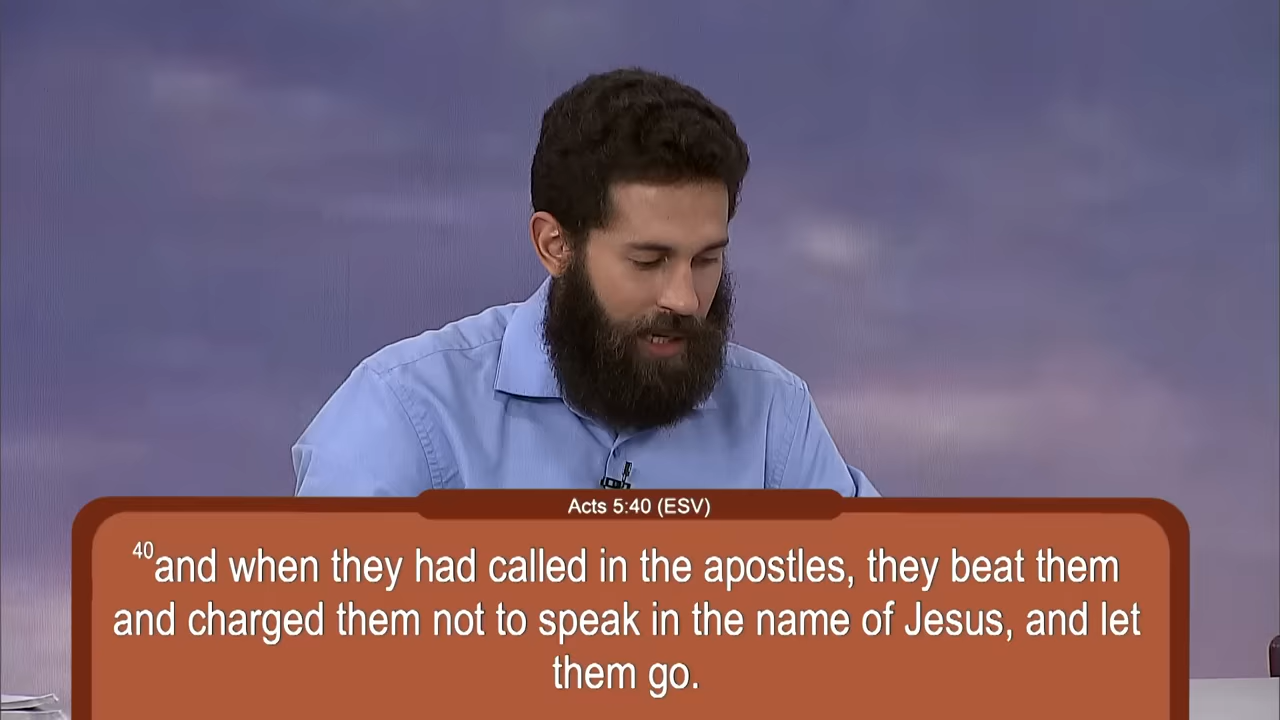 Acts 5:40 (ESV)
40and when they had called in the apostles, they beat them
and charged them not to speak in the name of Jesus, and let
them go.